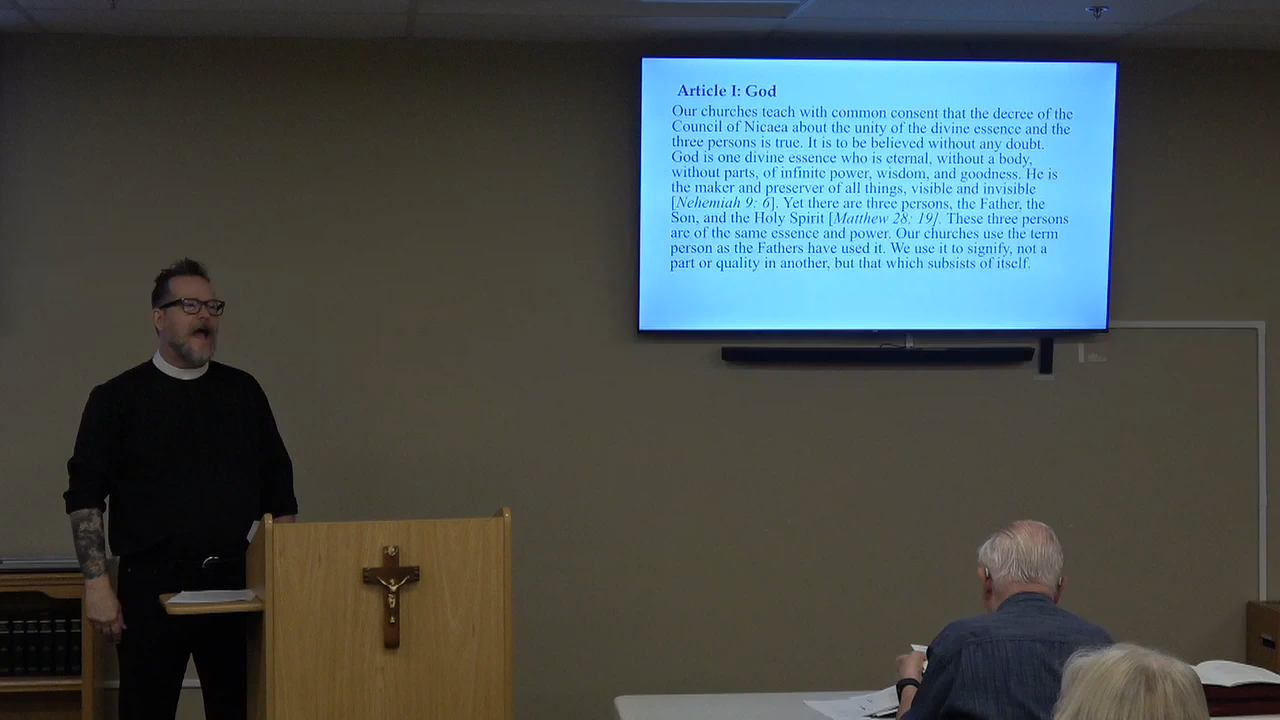 Article I: God
Our churches teach with common consent that the decree of the
Council of Nicaea about the unity of the divine essence and the
three persons is true. It is to be believed without any doubt.
God is one divine essence who is eternal, without a body,
without parts, of infinite power, wisdom, and goodness. He is
the maker and preserver of all things, visible and invisible
[Nehemiah 9: 6]. Yet there are three persons, the Father, the
Son, and the Holy Spirit [Matthew 28: 19]. These three persons
are of the same essence and power. Our churches use the term
person as the Fathers have used it. We use it to signify, not a
part or quality in another, but that which subsists of itself.